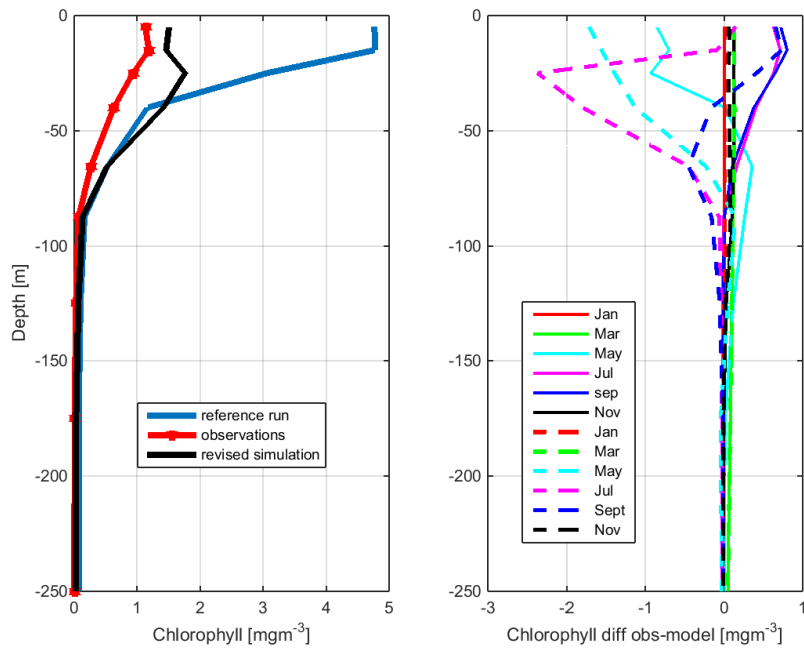 0
-50
-100
-150
-200
-250
0
1
2
3
4
5
Depth [m]
Chlorophyll [mgm-3]
reference run
observations
revised simulation
0
-50
-100
-150
-200
-250
-3
-2
-1
0
1
Chlorophyll diff obs-model [mgm-3]
Jan
Mar
May
Jul
sep
Nov
Jan
Mar
May
Jul
Sept
Nov